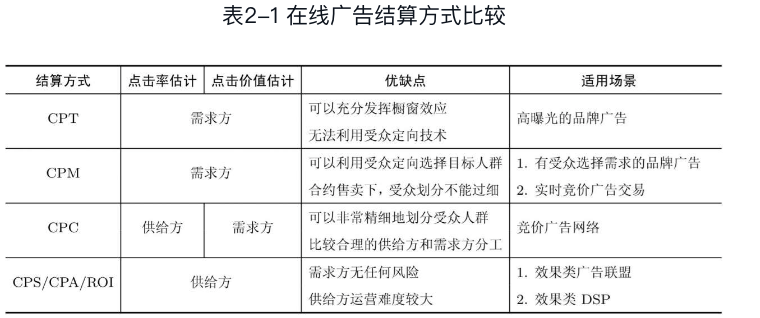 表2-1 在线广告结算方式比较
结算方式 点击率估计 点击价值估计 优缺点 适用场景
CPT 需求方 可以充分发挥橱窗效应 高曝光的品牌广告
无法利用受众定向技术
CPM 需求方 可以利用受众定向选择目标人群 1. 有受众选择需求的品牌广告
合约售卖下，受众划分不能过细 2. 实时竞价广告交易
CPC 供给方 需求方 可以非常精细地划分受众人群 竞价广告网络
比较合理的供给方和需求方分工
CPS/CPA/ROI 供给方 需求方无任何风险 1. 效果类广告联盟
供给方运营难度较大 2. 效果类 DSP